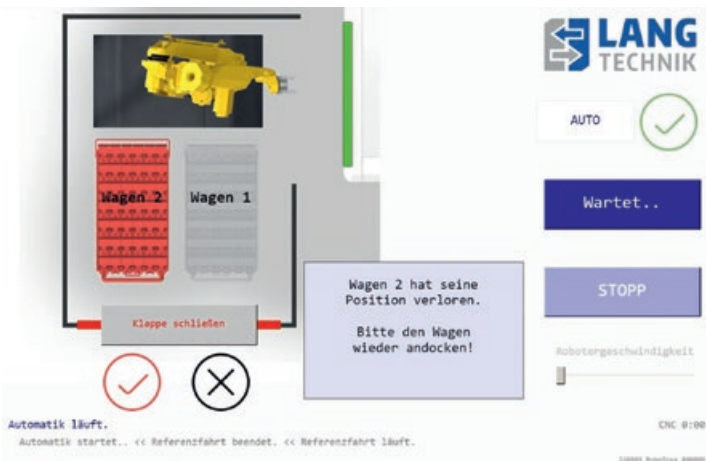 LANG
TECHNIK
AUTO
Wagen 2
Wagen 1
Wartet..
Wagen 2 hat seine
Position verloren.
Bitte den Wagen
wieder andocken!
STOPP
Klappe schließen
Robotergeschwindigkeit
Automatik läuft.
CNC 0:00
Automatik startet.. << Referenzfahrt beendet. << Referenzfahrt läuft.